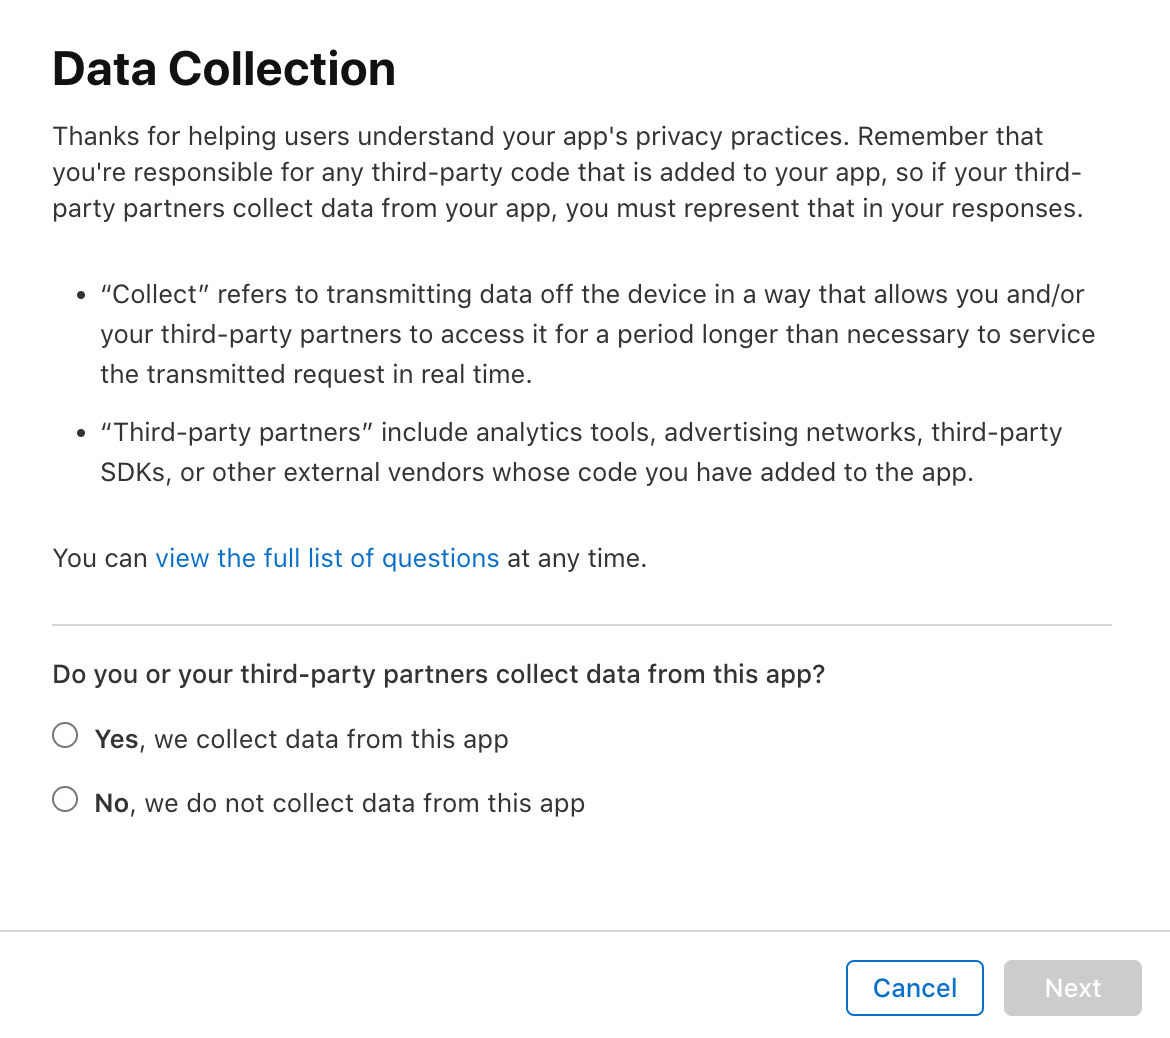 Data Collection
Thanks for helping users understand your app's privacy practices. Remember that
you're responsible for any third-party code that is added to your app, so if your third-
party partners collect data from your app, you must represent that in your responses.
• “Collect” refers to transmitting data off the device in a way that allows you and/or
your third-party partners to access it for a period longer than necessary to service
the transmitted request in real time.
• “Third-party partners” include analytics tools, advertising networks, third-party
SDKs, or other external vendors whose code you have added to the app.
You can view the full list of questions at any time.
Do you or your third-party partners collect data from this app?
Yes, we collect data from this app
No, we do not collect data from this app
Cancel Next